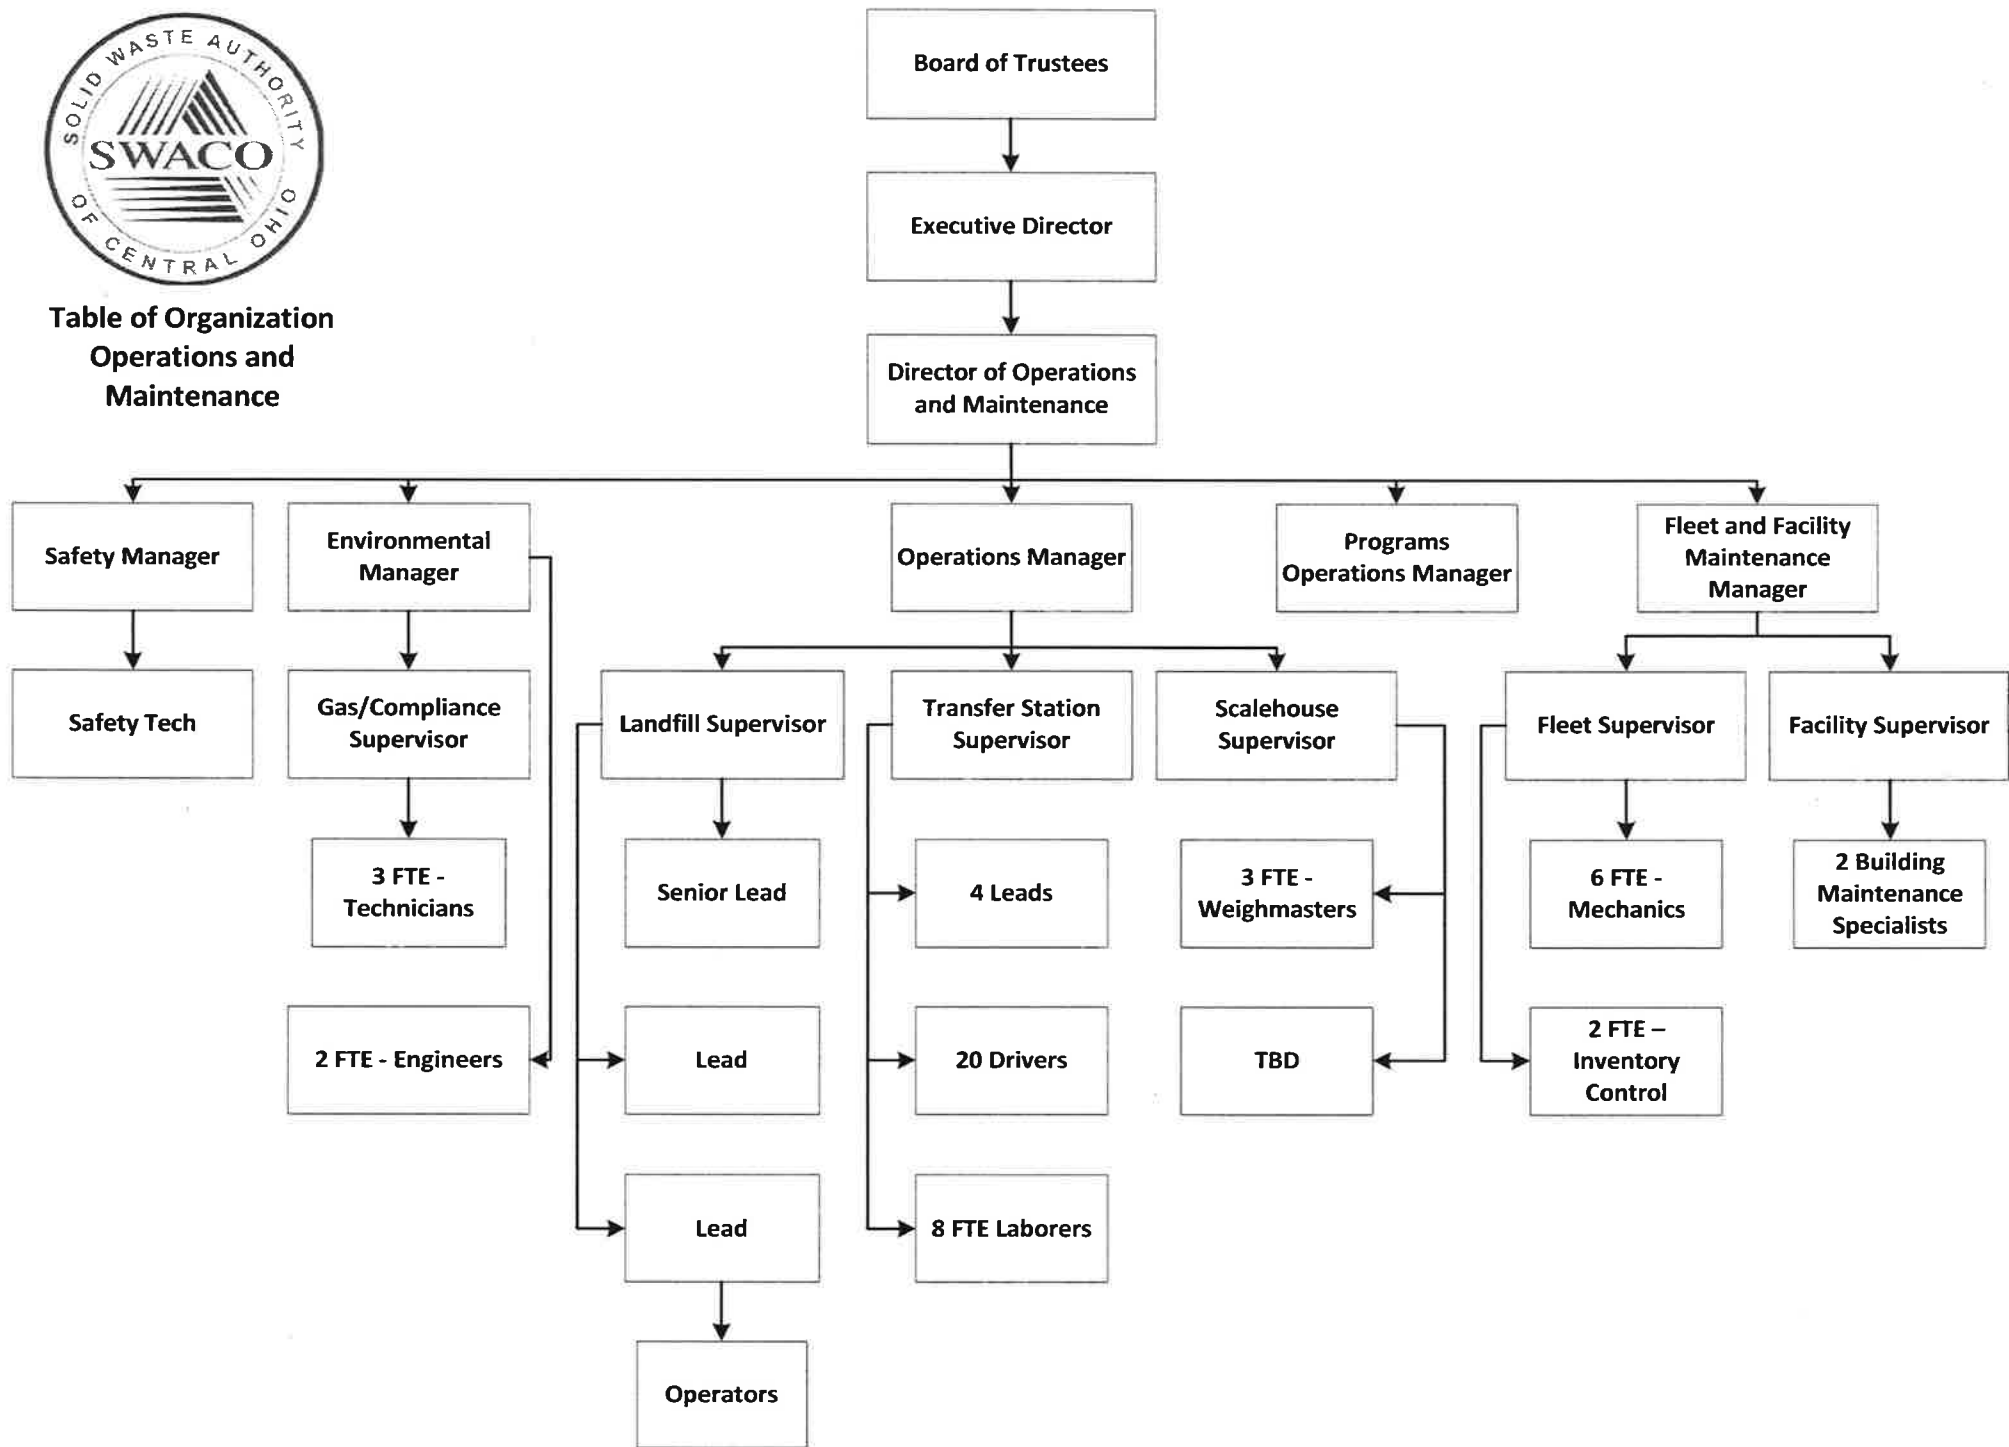 SOLID WASTE AUTHORITY
SWACO
OF CENTRAL OHIO
Table of Organization
Operations and
Maintenance
Board of Trustees
Executive Director
Director of Operations
and Maintenance
Safety Manager
Environmental
Manager
Operations Manager
Programs
Operations Manager
Fleet and Facility
Maintenance
Manager
Safety Tech
Gas/Compliance
Supervisor
Landfill Supervisor
Transfer Station
Supervisor
Scalehouse
Supervisor
Fleet Supervisor
Facility Supervisor
3 FTE -
Technicians
Senior Lead
4 Leads
3 FTE -
Weighmasters
6 FTE -
Mechanics
2 Building
Maintenance
Specialists
2 FTE - Engineers
Lead
20 Drivers
TBD
2 FTE –
Inventory
Control
Lead
8 FTE Laborers
Operators